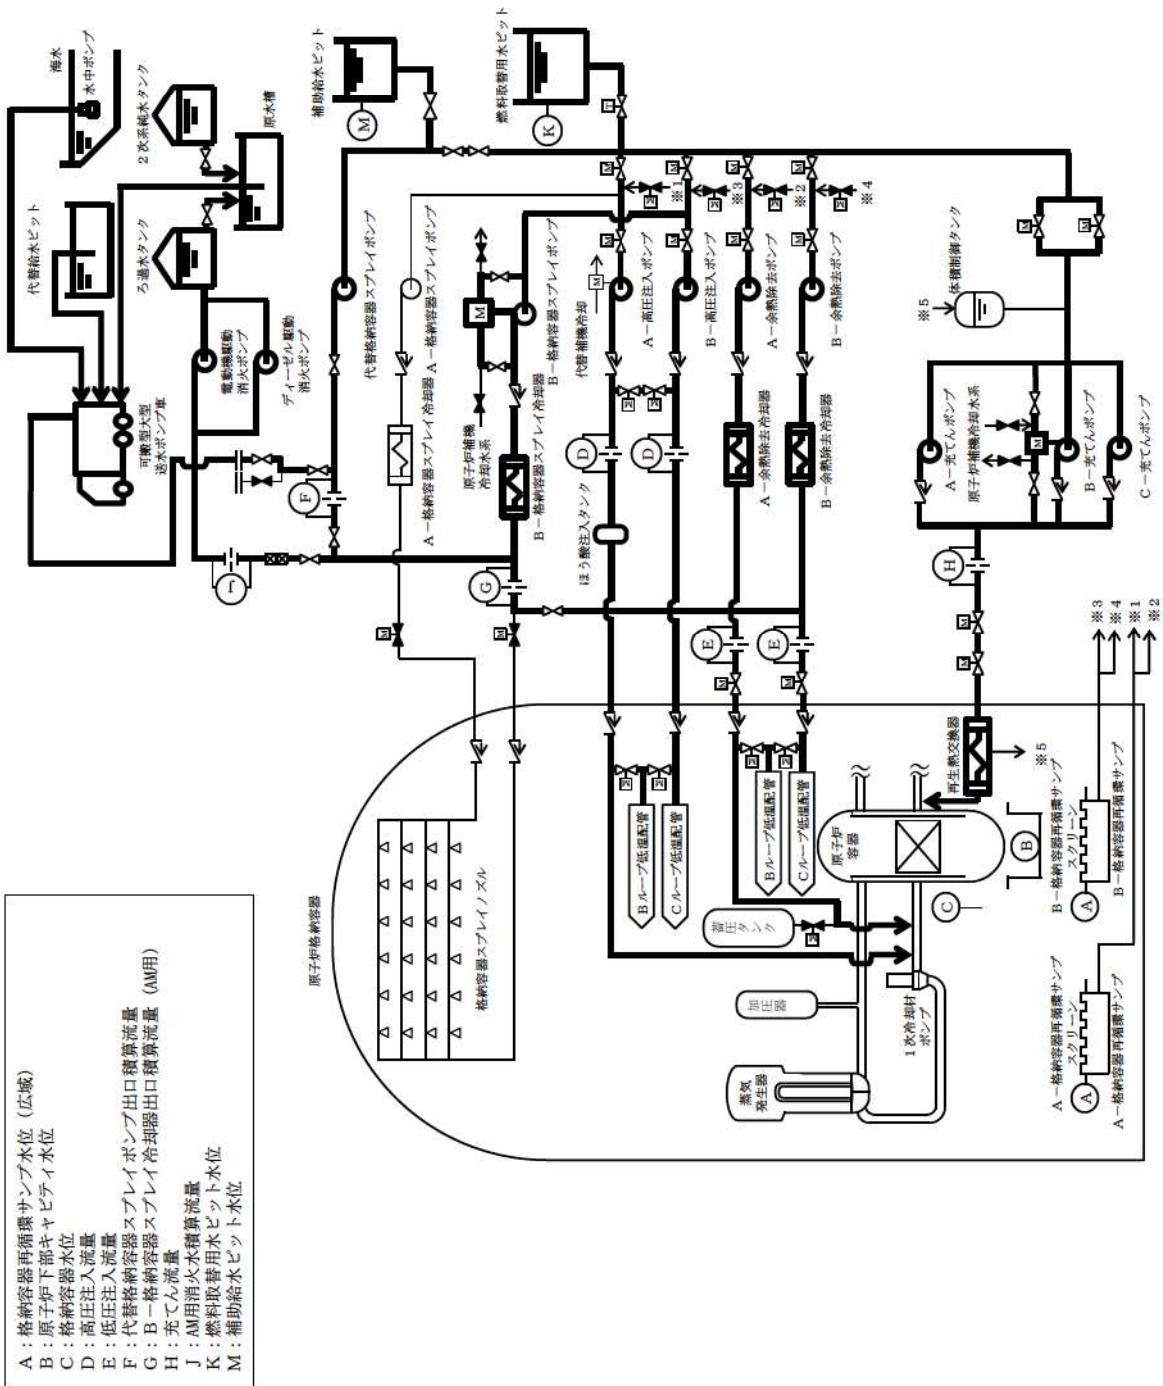 A：格納容器再循環サンプ水位（広域）
B：原子炉下部キャビティ水位
C：格納容器水位
D：高圧注入流量
E：低圧注入流量
F：代替格納容器スプレイポンプ出口積算流量
G：B－格納容器スプレイ冷却器出口積算流量（AM用）
H：充てん流量
J：AM用消火水積算流量
K：燃料取替用水ピット水位
M：補助給水ピット水位
海水
水中ポンプ
2次系純水タンク
原水槽
代替給水ピット
ろ過水タンク
可搬型大型
送水ポンプ車
電動機駆動
消火ポンプ
ディーゼル駆動
消火ポンプ
補助給水ピット
M
燃料取替用水ピット
K
代替格納容器スプレイポンプ
F
J
A－格納容器スプレイポンプ
A－格納容器スプレイ冷却器
B－格納容器スプレイポンプ
原子炉補機
冷却水系
B－格納容器スプレイ冷却器
G
代替補機冷却
A－高圧注入ポンプ
B－高圧注入ポンプ
※1
※3
※2
※4
D
D
ほう酸注入タンク
A－余熱除去ポンプ
B－余熱除去ポンプ
A－余熱除去冷却器
B－余熱除去冷却器
E
E
体積制御タンク
※5
A－充てんポンプ
原子炉補機冷却水系
B－充てんポンプ
C－充てんポンプ
H
再生熱交換器
※5
原子炉格納容器
格納容器スプレイノズル
Bループ低温配管
Cループ低温配管
Bループ低温配管
Cループ低温配管
蓄圧タンク
原子炉
容器
B
C
加圧器
蒸気
発生器
1次冷却材
ポンプ
B－格納容器再循環サンプ
スクリーン
A
B－格納容器再循環サンプ
A－格納容器再循環サンプ
スクリーン
A
A－格納容器再循環サンプ
※3
※4
※1
※2